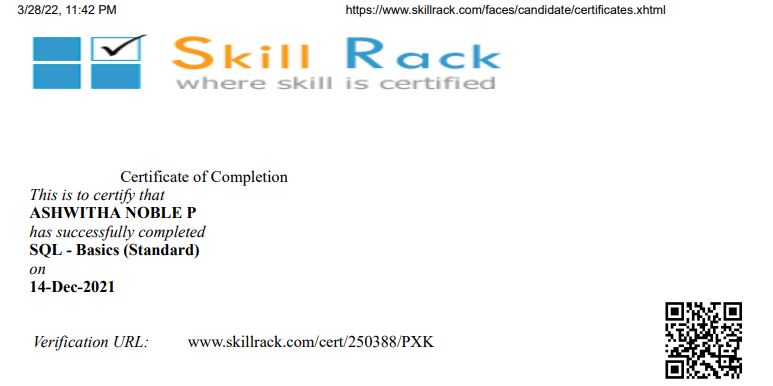 3/28/22, 11:42 PM https://www.skillrack.com/faces/candidate/certificates.xhtml
Skill Rack
where skill is certified
Certificate of Completion
This is to certify that
ASHWITHA NOBLE P
has successfully completed
SQL - Basics (Standard)
on
14-Dec-2021
Verification URL: www.skillrack.com/cert/250388/PXK